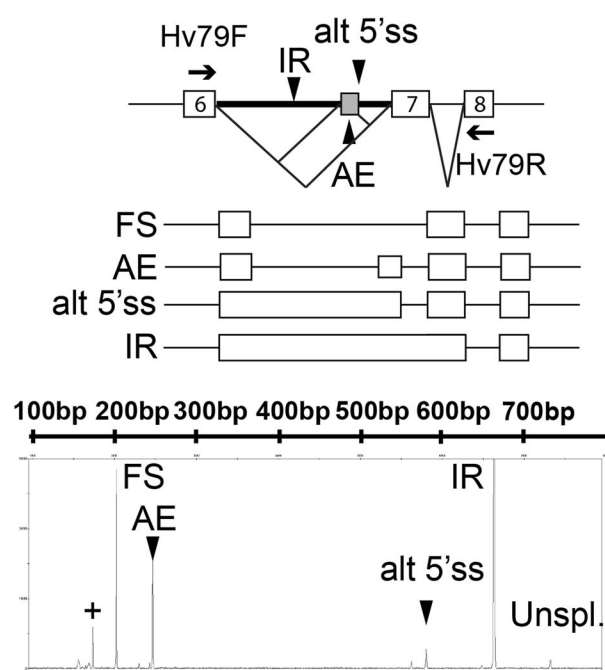 alt 5'ss
Hv79F
IR
6
7
8
AE
Hv79R
FS
AE
alt 5'ss
IR
100bp 200bp 300bp 400bp 500bp 600bp 700bp
FS
IR
AE
alt 5'ss
+
Unspl.